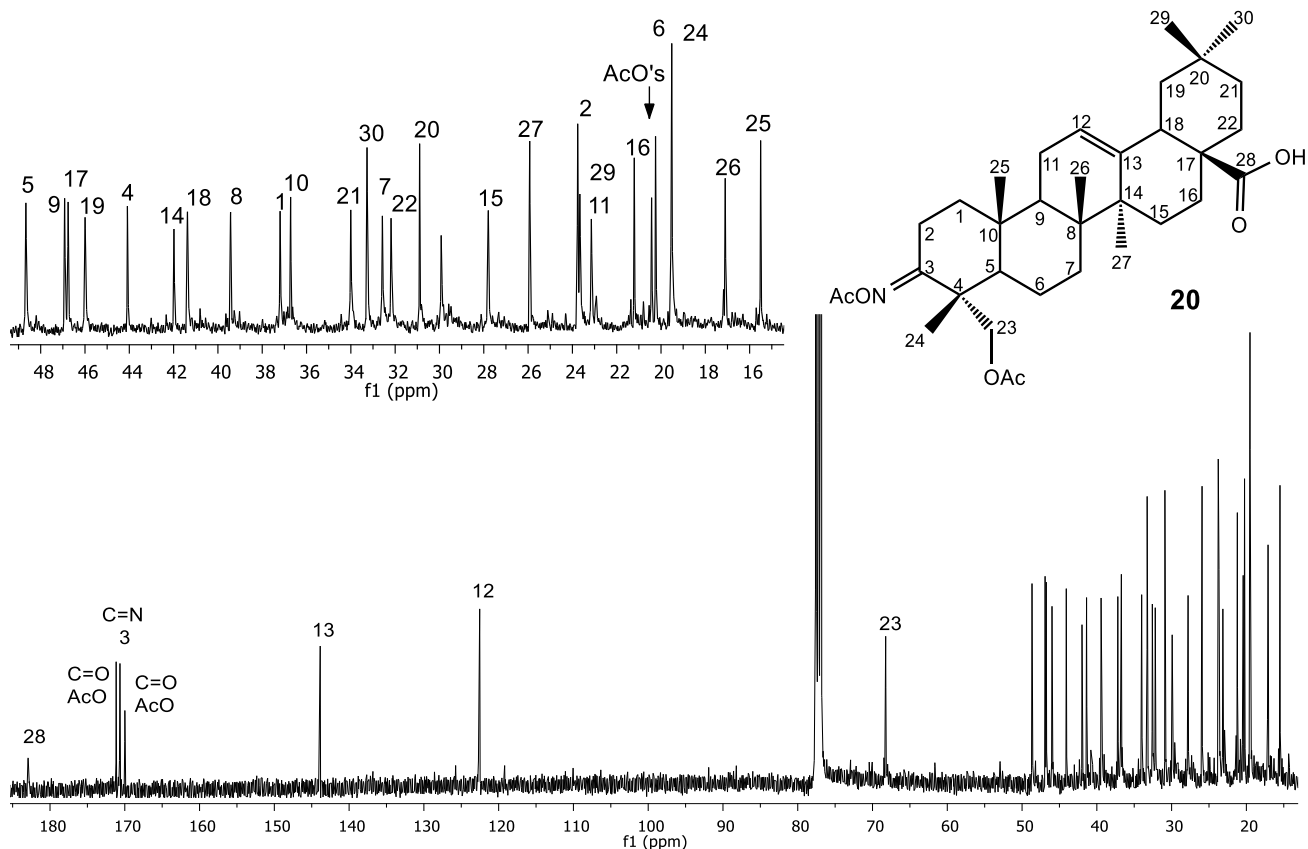 6 24
AcO's
2
30 20 27 25
5 17 16
9 19 4 14 18 8 1 10 21 7 22 15 29 11 26
48 46 44 42 40 38 36 34 32 30 28 26 24 22 20 18 16
f1 (ppm)
29 30
20
19 21
12 18 22
11 13 17 28 OH
25 26 14 16 O
1 9 8 15
2 10 27
3 5 7
AcON 4 6
24 23
OAc
20
C=N
3
C=O
AcO
C=O
AcO
28
13
12
23
180 170 160 150 140 130 120 110 100 90 80 70 60 50 40 30 20
f1 (ppm)